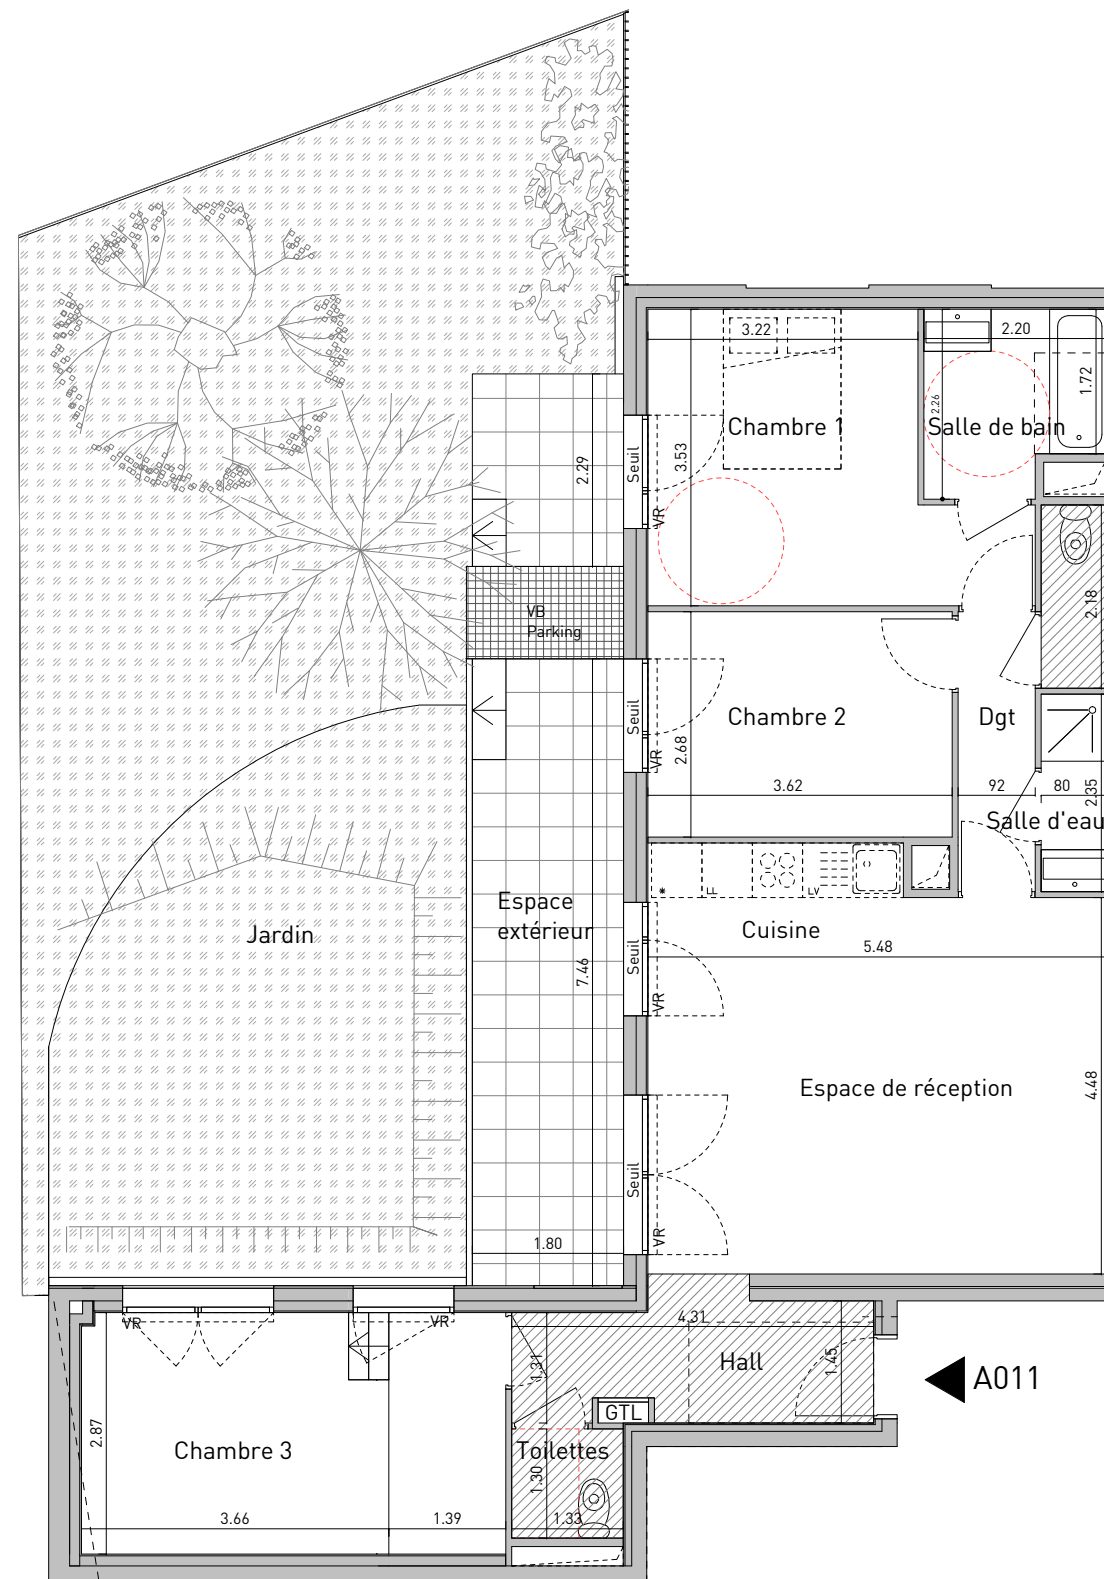 3.22
2.20
1.72
2.26
Chambre 1
Salle de bain
3.53
2.29
Seuil
VR
VB
Parking
2.18
Chambre 2
Dgt
Seuil
VR
2.68
3.62
92
80
2.35
Salle d'eau
LL
LV
Espace
extérieur
Cuisine
Jardin
5.48
7.46
Seuil
VR
Espace de réception
4.48
Seuil
VR
1.80
VR
VR
4.31
1.31
Hall
1.45
A011
GTL
2.87
Chambre 3
Toilettes
1.30
3.66
1.39
1.33